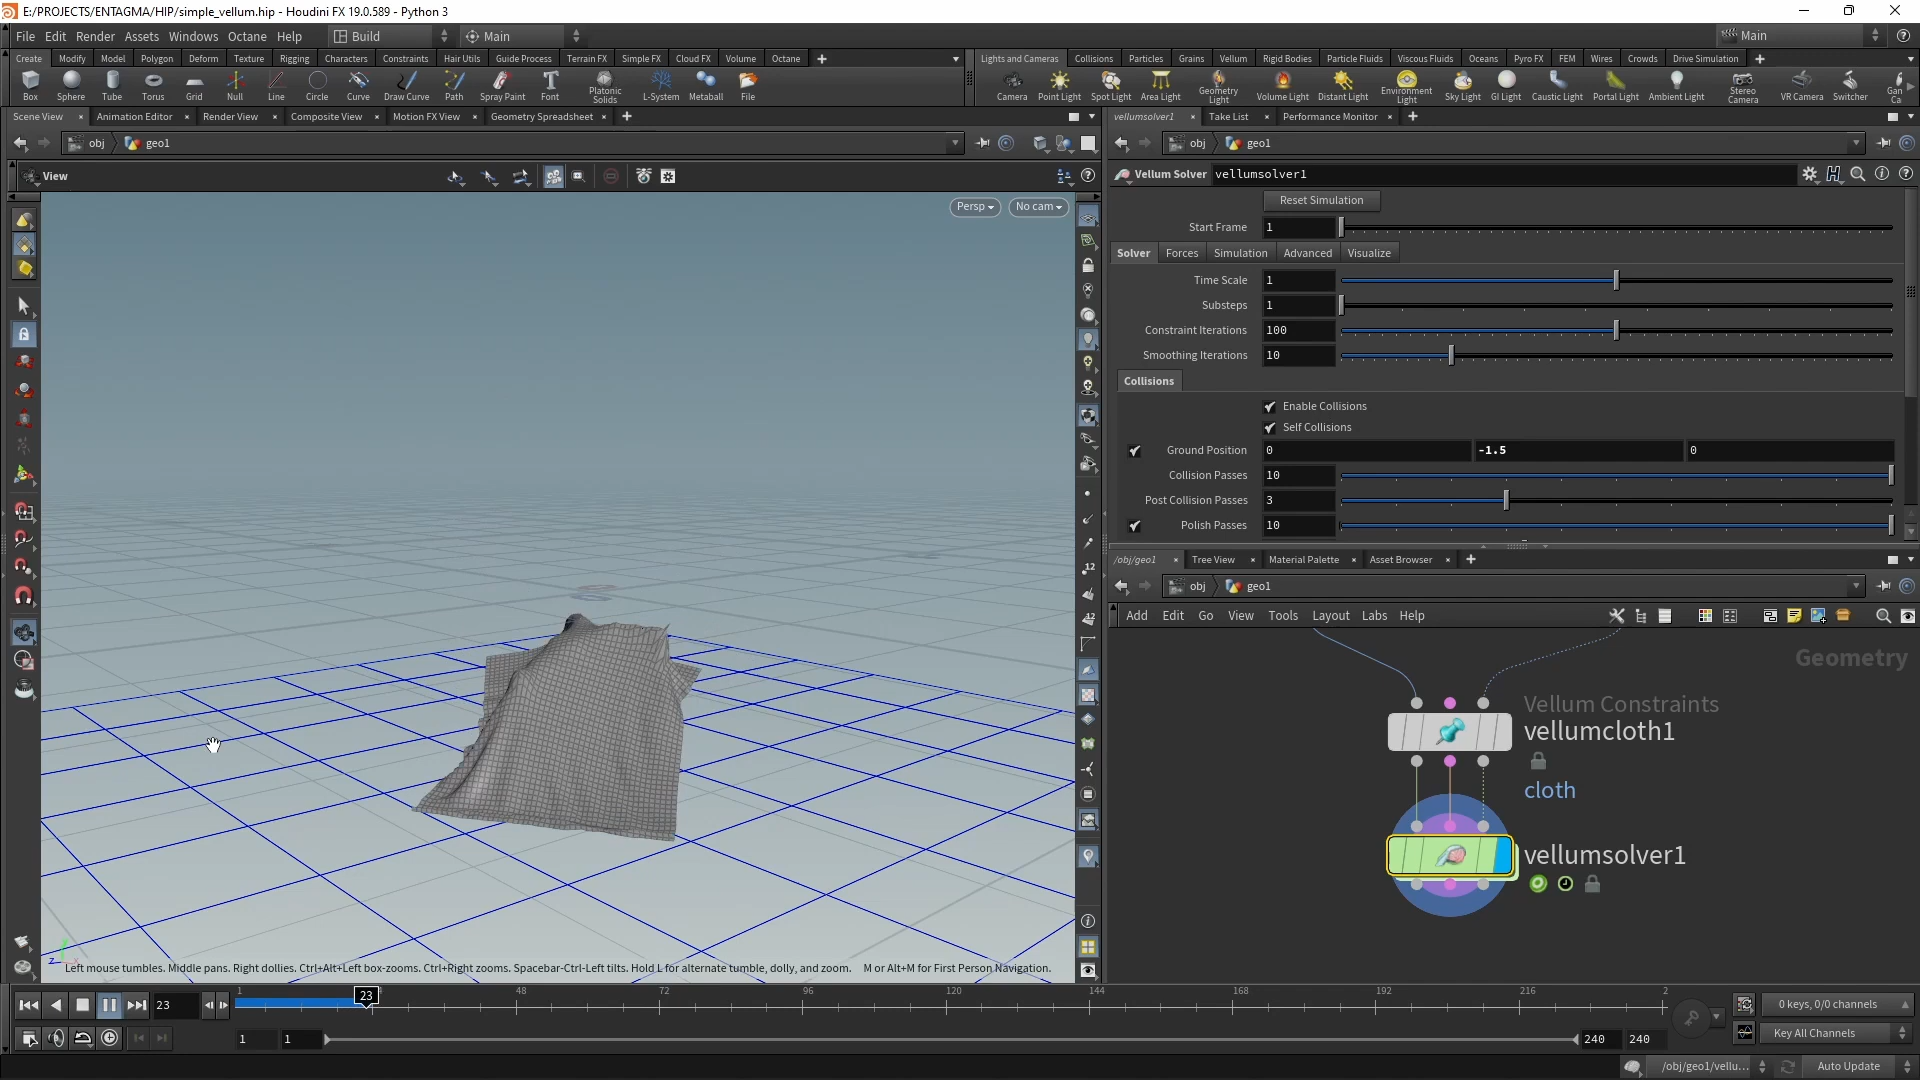 E:/PROJECTS/ENTAGMA/HIP/simple_vellum.hip - Houdini FX 19.0.589 - Python 3
File Edit Render Assets Windows Octane Help Build Main Main
Create Modify Model Polygon Deform Texture Rigging Characters Constraints Hair Utils Guide Process Terrain FX Simple FX Cloud FX Volume Octane
Box Sphere Tube Torus Grid Null Line Circle Curve Draw Curve Path Spray Paint Font Platonic Solids L-System Metaball File
Lights and Cameras Collisions Particles Grains Vellum Rigid Bodies Particle Fluids Viscous Fluids Oceans Pyro FX FEM Wires Crowds Drive Simulation
Camera Point Light Spot Light Area Light Geometry Light Volume Light Distant Light Environment Light Sky Light GI Light Caustic Light Portal Light Ambient Light Stereo Camera VR Camera Switcher Gan Ca
Scene View Animation Editor Render View Composite View Motion FX View Geometry Spreadsheet
obj geo1
View
Persp No cam
Left mouse tumbles. Middle pans. Right dollies. Ctrl+Alt+Left box-zooms. Ctrl+Right zooms. Spacebar-Ctrl-Left tilts. Hold L for alternate tumble, dolly, and zoom. M or Alt+M for First Person Navigation.
vellumsolver1 Take List Performance Monitor
obj geo1
Vellum Solver vellumsolver1
Reset Simulation
Start Frame 1
Solver Forces Simulation Advanced Visualize
Time Scale 1
Substeps 1
Constraint Iterations 100
Smoothing Iterations 10
Collisions
Enable Collisions
Self Collisions
Ground Position 0 -1.5 0
Collision Passes 10
Post Collision Passes 3
Polish Passes 10
/obj/geo1 Tree View Material Palette Asset Browser
obj geo1
Add Edit Go View Tools Layout Labs Help
Geometry
Vellum Constraints
vellumcloth1
cloth
vellumsolver1
23 1 23 48 72 96 120 144 168 192 216 2
0 keys, 0/0 channels
1 1 240 240
Key All Channels
/obj/geo1/vellu... Auto Update